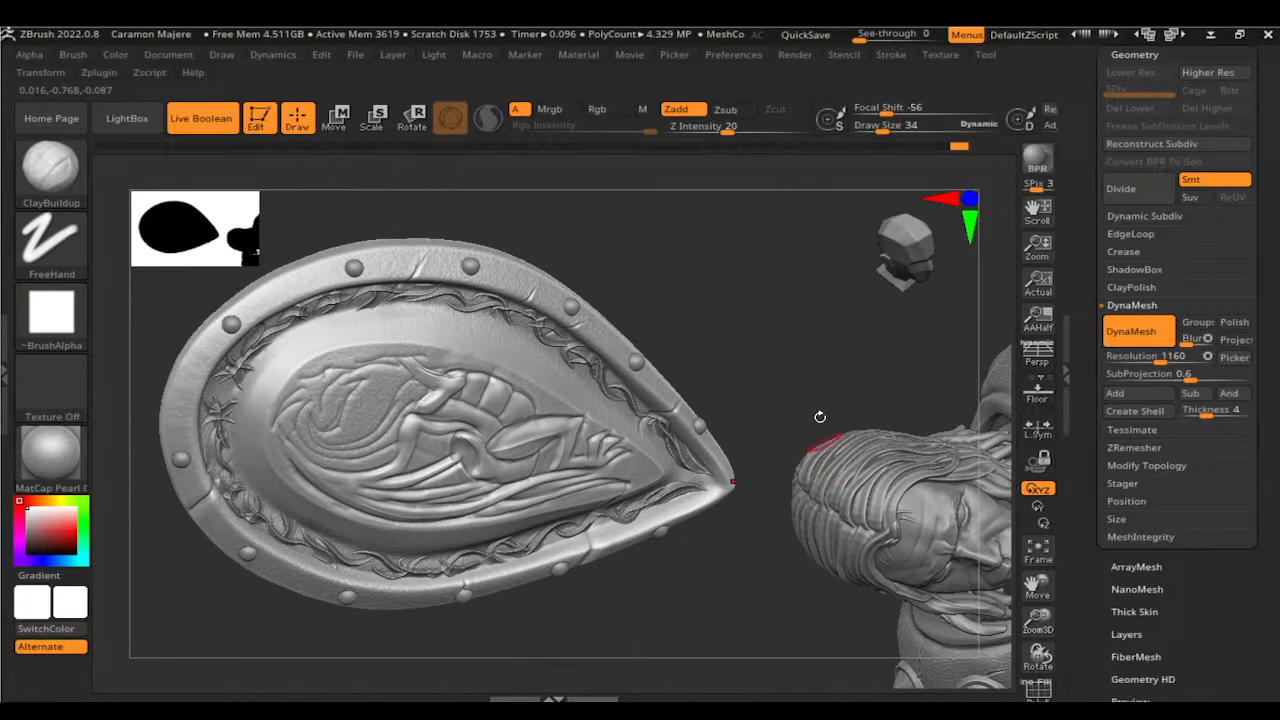 ZBrush 2022.0.8 Caramon Majere • Free Mem 4.511GB • Active Mem 3619 • Scratch Disk 1753 • Timer▸0.096 • PolyCount▸4.329 MP • MeshCo AC QuickSave See-through 0 Menus DefaultZScript
Alpha Brush Color Document Draw Dynamics Edit File Layer Light Macro Marker Material Movie Picker Preferences Render Stencil Stroke Texture Tool
Transform Zplugin Zscript Help
0.016,-0.768,-0.087
Home Page LightBox Live Boolean Edit Draw Move Scale Rotate
A Mrgb Rgb M Zadd Zsub Zcut
Rgb Intensity Z Intensity 20
Focal Shift -56
Draw Size 34 Dynamic
S D
Re
Ad
ClayBuildup
FreeHand
~BrushAlpha
Texture Off
MatCap Pearl C
Gradient
SwitchColor
Alternate
BPR
SPix 3
Scroll
Zoom
Actual
AAHalf
Dynamic
Persp
Floor
L.Sym
XYZ
Frame
Move
Zoom3D
Rotate
Line Fill
PolyF
Geometry
Lower Res Higher Res
SDiv Cage Rstr
Del Lower Del Higher
Freeze SubDivision Levels
Reconstruct Subdiv
Convert BPR To Geo
Divide Smt
Suv ReUV
Dynamic Subdiv
EdgeLoop
Crease
ShadowBox
ClayPolish
DynaMesh
DynaMesh Groups Polish
Blur Project
Resolution 1160 Picker
SubProjection 0.6
Add Sub And
Create Shell Thickness 4
Tessimate
ZRemesher
Modify Topology
Stager
Position
Size
MeshIntegrity
ArrayMesh
NanoMesh
Thick Skin
Layers
FiberMesh
Geometry HD
Preview